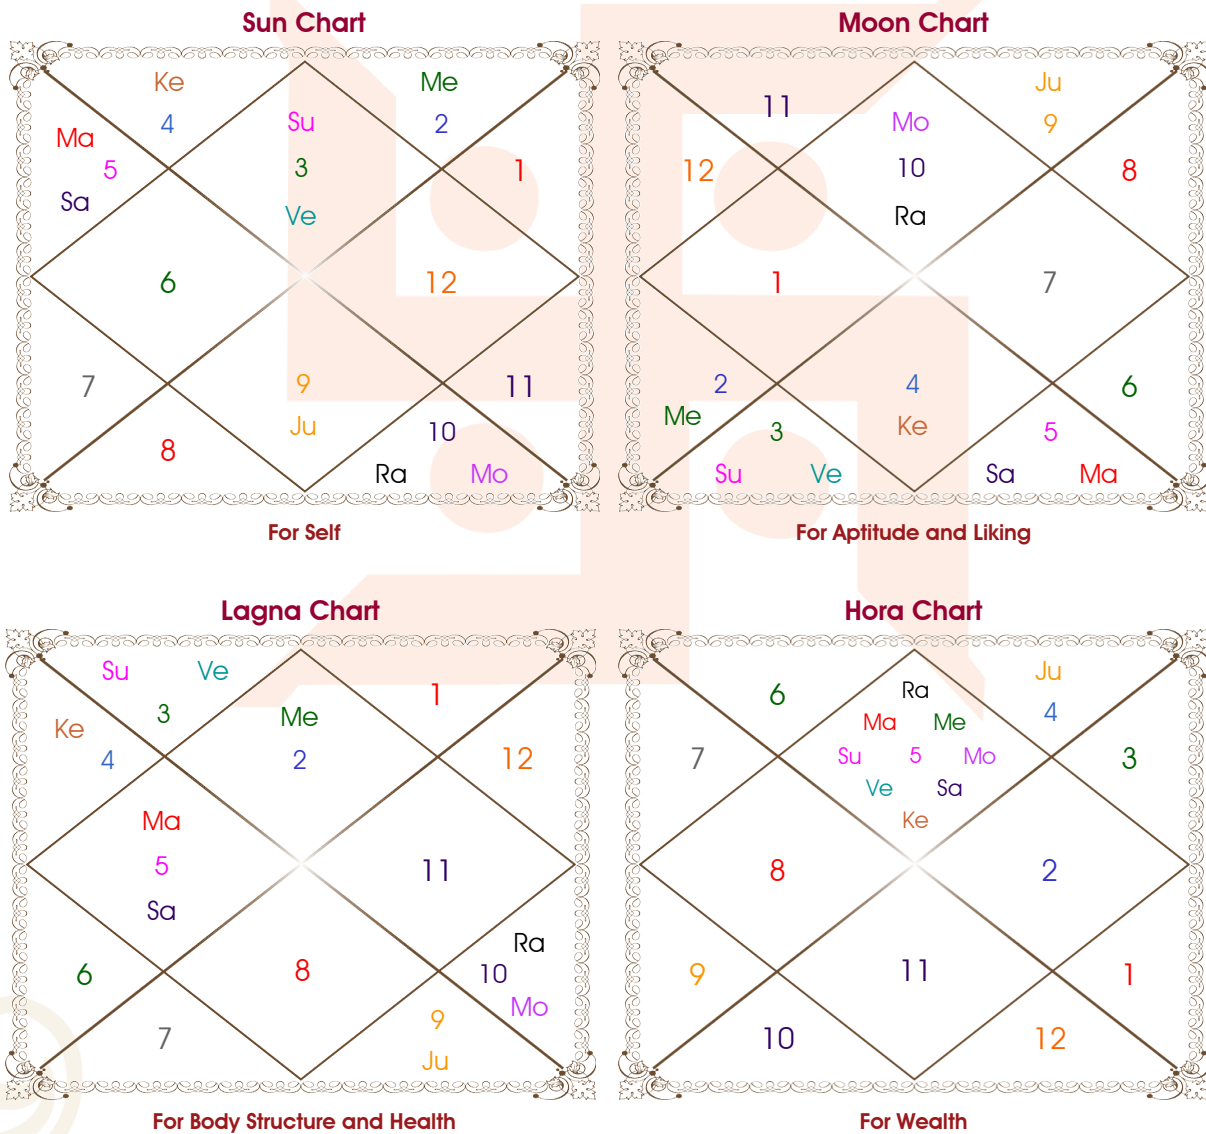 Sun Chart
Ke
Me
4
Su
2
Ma
5
3
1
Sa
Ve
6
12
7
9
11
8
Ju
10
Ra
Mo
For Self
Moon Chart
11
Ju
Mo
9
12
10
8
Ra
1
7
2
4
6
Me
3
Ke
5
Su
Ve
Sa
Ma
For Aptitude and Liking
Lagna Chart
Su
Ve
1
3
Me
Ke
4
2
12
Ma
5
11
Sa
Ra
6
8
10
Mo
7
9
Ju
For Body Structure and Health
Hora Chart
6
Ra
Ju
4
Ma
Me
7
Su
5
Mo
3
Ve
Sa
Ke
8
2
9
11
1
10
12
For Wealth